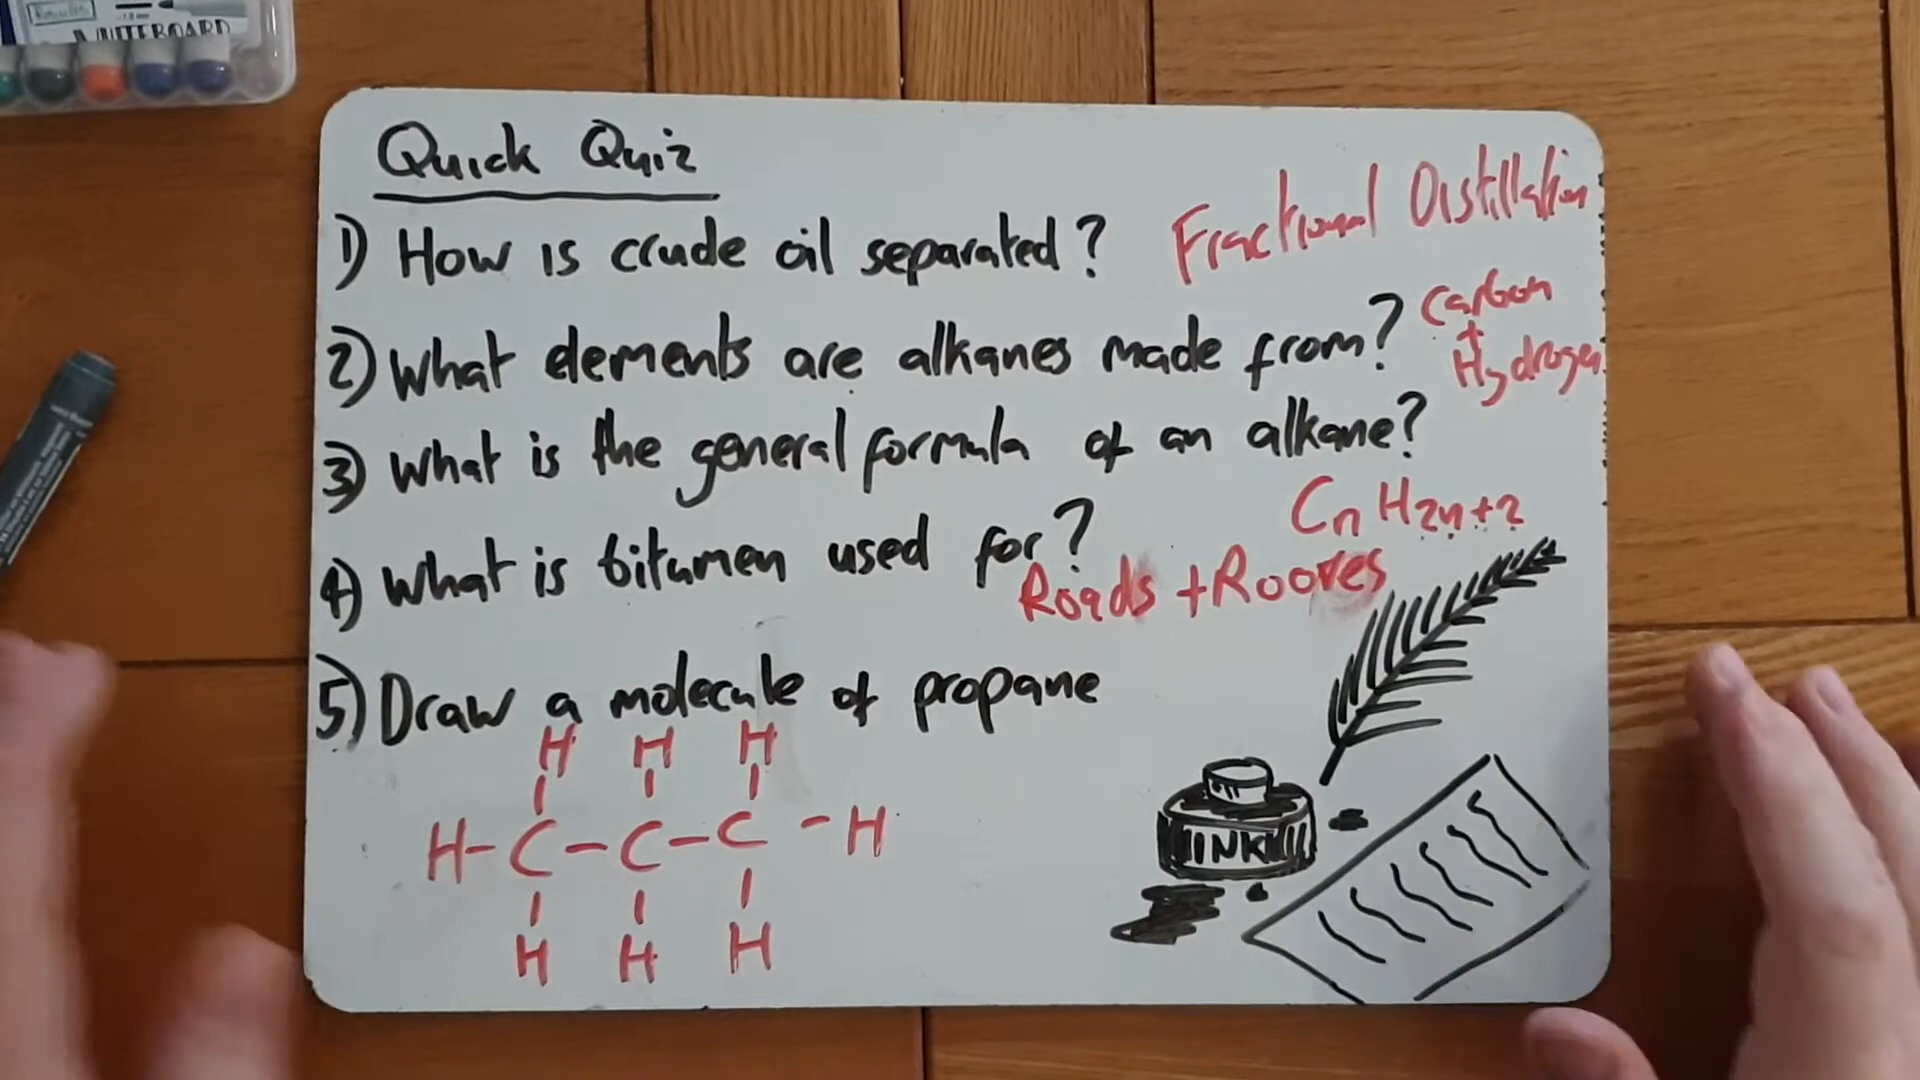 WHITEBOARD
Quick Quiz
1) How is crude oil separated? Fractional Distillation
2) What elements are alkanes made from? Carbon
+
Hydrogen
3) What is the general formula of an alkane?
CnH2n+2
4) What is bitumen used for?
Roads + Rooves
5) Draw a molecule of propane
H H H
H-C-C-C-H
H H H
INK